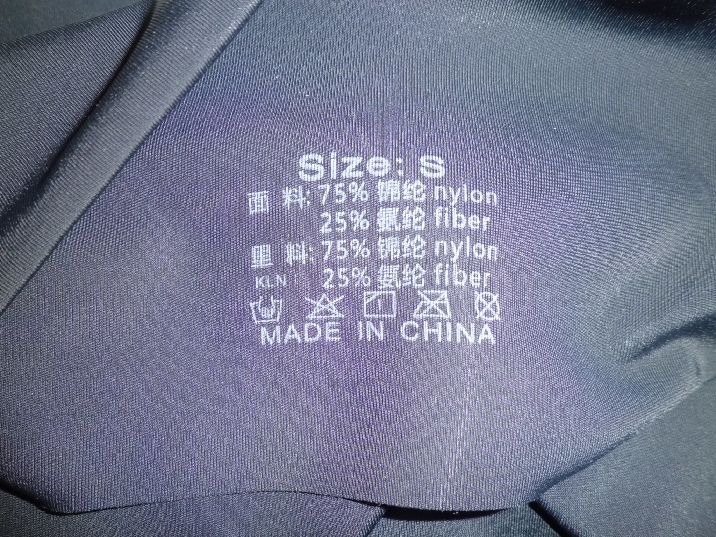 Size: S
面 料: 75% 锦纶 nylon
25% 氨纶 fiber
里 料: 75% 锦纶 nylon
KLN 25% 氨纶 fiber
MADE IN CHINA